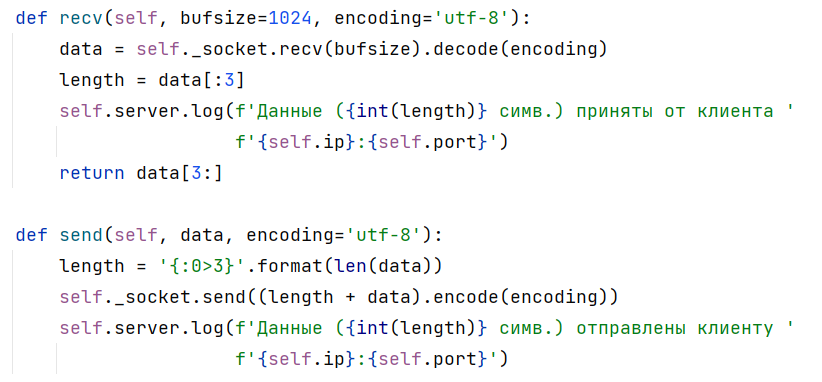 def recv(self, bufsize=1024, encoding='utf-8'):
    data = self._socket.recv(bufsize).decode(encoding)
    length = data[:3]
    self.server.log(f'Данные ({int(length)} симв.) приняты от клиента '
                    f'{self.ip}:{self.port}')
    return data[3:]

def send(self, data, encoding='utf-8'):
    length = '{:0>3}'.format(len(data))
    self._socket.send((length + data).encode(encoding))
    self.server.log(f'Данные ({int(length)} симв.) отправлены клиенту '
                    f'{self.ip}:{self.port}')